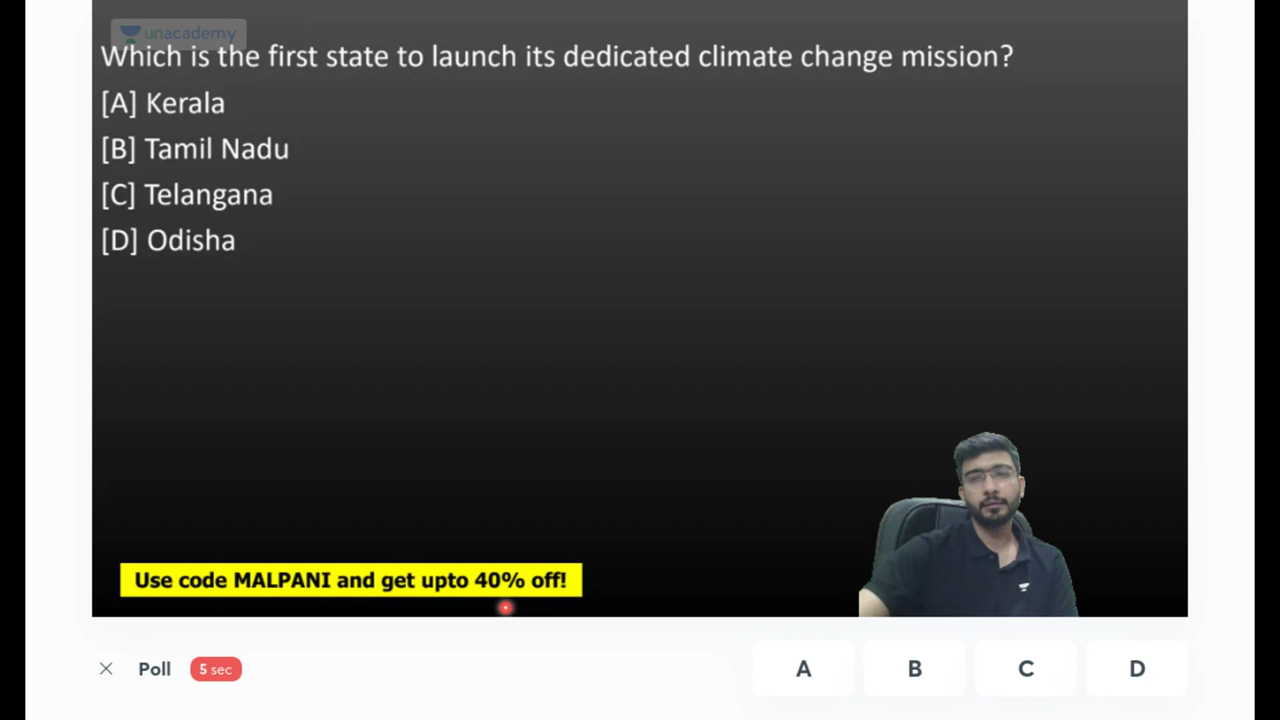 unacademy
Which is the first state to launch its dedicated climate change mission?
[A] Kerala
[B] Tamil Nadu
[C] Telangana
[D] Odisha
Use code MALPANI and get upto 40% off!
Poll 5 sec A B C D